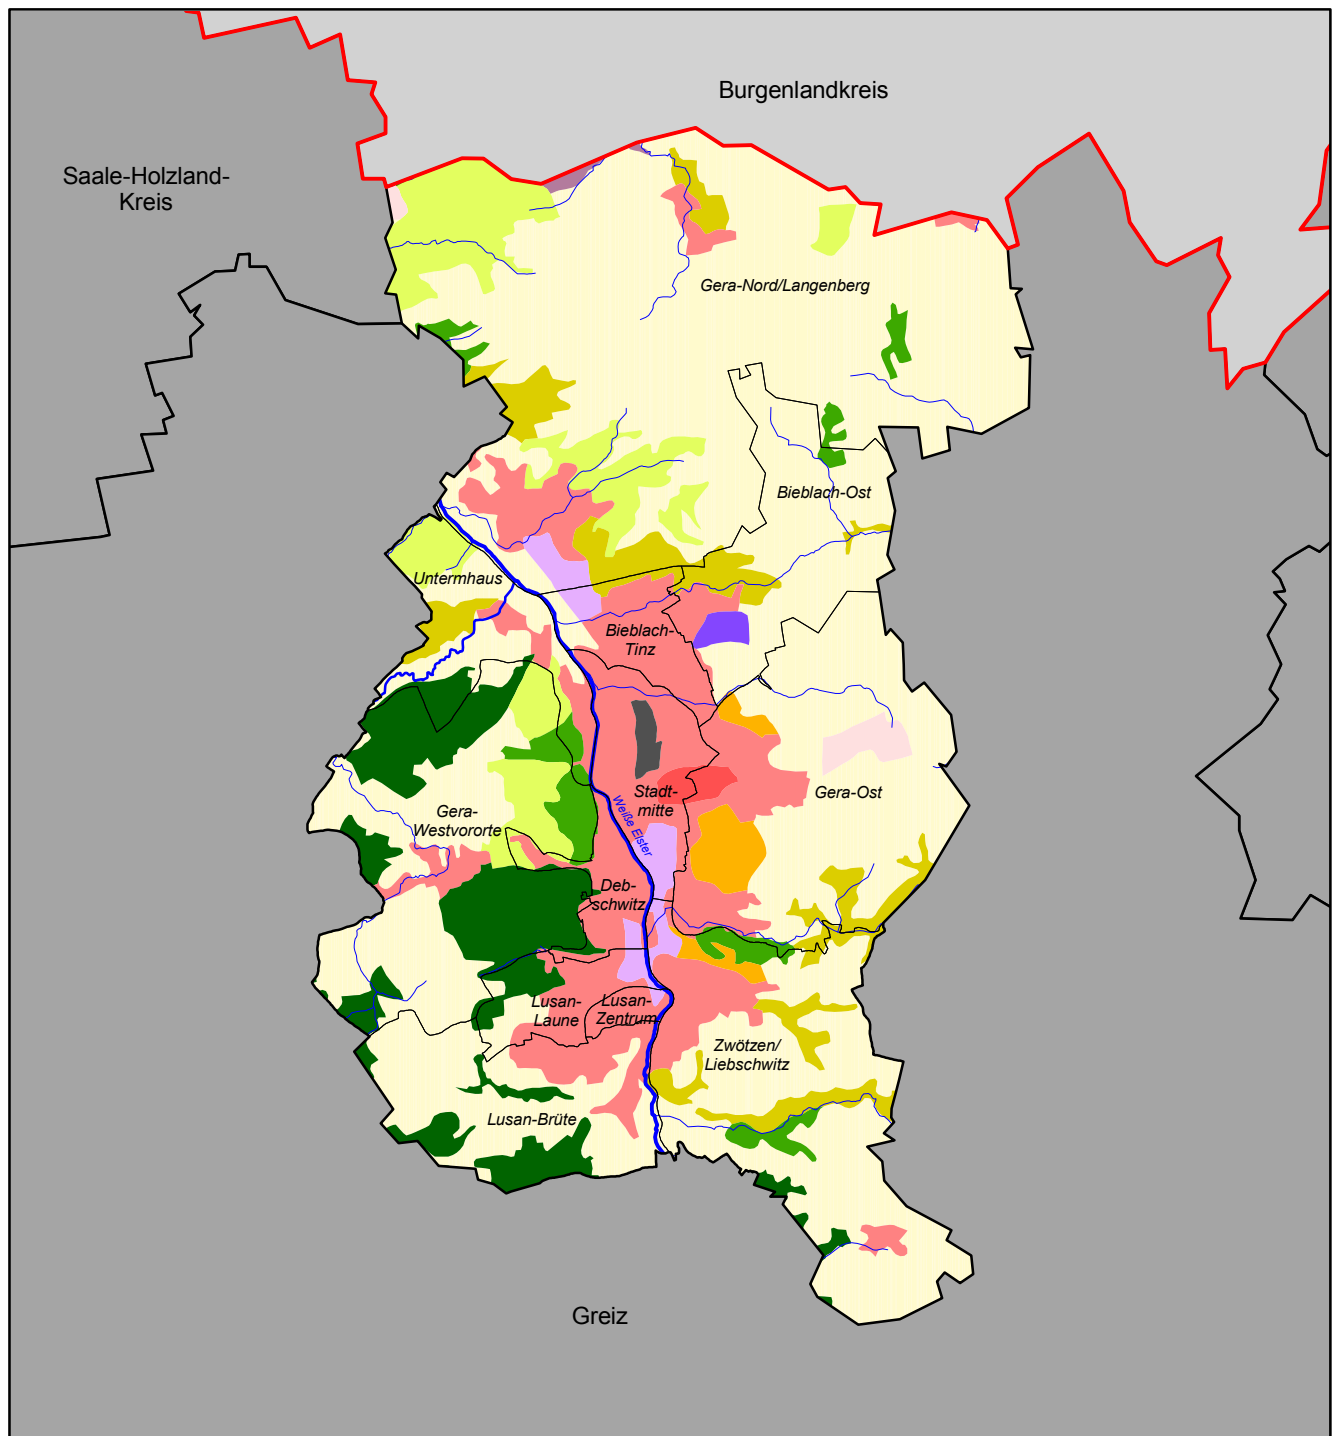 Burgenlandkreis
Saale-Holzland-
Kreis
Gera-Nord/Langenberg
Bieblach-Ost
Untermhaus
Bieblach-
Tinz
Stadt-
mitte
Gera-Ost
Weiße Elster
Gera-
Westvororte
Deb-
schwitz
Lusan-
Laune
Lusan-
Zentrum
Zwötzen/
Liebschwitz
Lusan-Brüte
Greiz